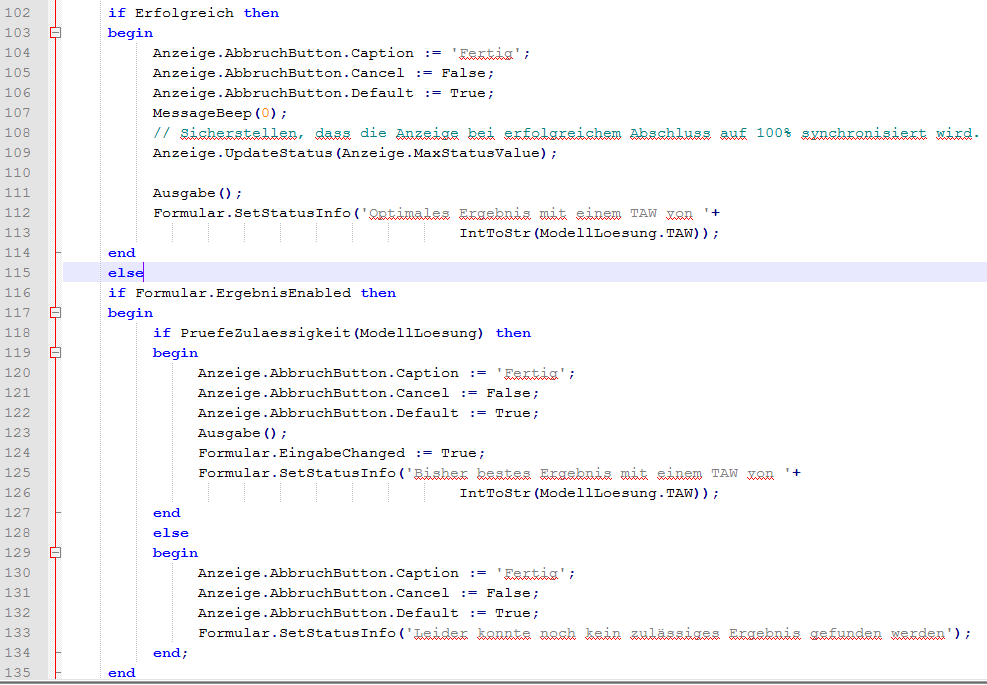 102 if Erfolgreich then
103 begin
104 Anzeige.AbbruchButton.Caption := 'Fertig';
105 Anzeige.AbbruchButton.Cancel := False;
106 Anzeige.AbbruchButton.Default := True;
107 MessageBeep(0);
108 // Sicherstellen, dass die Anzeige bei erfolgreichem Abschluss auf 100% synchronisiert wird.
109 Anzeige.UpdateStatus(Anzeige.MaxStatusValue);
110
111 Ausgabe();
112 Formular.SetStatusInfo('Optimales Ergebnis mit einem TAW von '+
113 IntToStr(ModellLoesung.TAW));
114 end
115 else
116 if Formular.ErgebnisEnabled then
117 begin
118 if PruefeZulaessigkeit(ModellLoesung) then
119 begin
120 Anzeige.AbbruchButton.Caption := 'Fertig';
121 Anzeige.AbbruchButton.Cancel := False;
122 Anzeige.AbbruchButton.Default := True;
123 Ausgabe();
124 Formular.EingabeChanged := True;
125 Formular.SetStatusInfo('Bisher bestes Ergebnis mit einem TAW von '+
126 IntToStr(ModellLoesung.TAW));
127 end
128 else
129 begin
130 Anzeige.AbbruchButton.Caption := 'Fertig';
131 Anzeige.AbbruchButton.Cancel := False;
132 Anzeige.AbbruchButton.Default := True;
133 Formular.SetStatusInfo('Leider konnte noch kein zulässiges Ergebnis gefunden werden');
134 end;
135 end